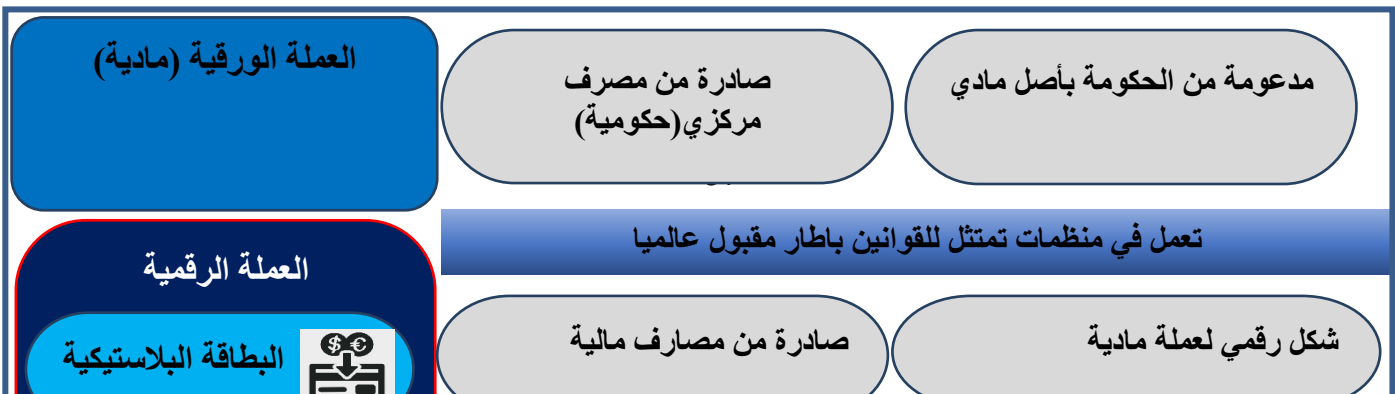 العملة الورقية (مادية)
صادرة من مصرف
مركزي(حكومية)
مدعومة من الحكومة بأصل مادي
تعمل في منظمات تمتثل للقوانين باطار مقبول عالميا
العملة الرقمية
البطاقة البلاستيكية
$ €
صادرة من مصارف مالية
شكل رقمي لعملة مادية